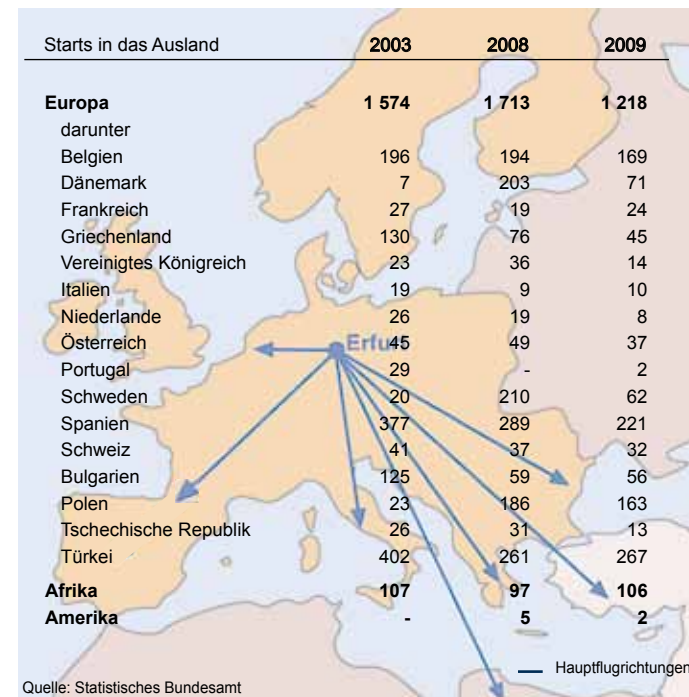 Starts in das Ausland 2003 2008 2009
Europa 1 574 1 713 1 218
darunter
Belgien 196 194 169
Dänemark 7 203 71
Frankreich 27 19 24
Griechenland 130 76 45
Vereinigtes Königreich 23 36 14
Italien 19 9 10
Niederlande 26 19 8
Österreich Erfurt 45 49 37
Portugal 29 - 2
Schweden 20 210 62
Spanien 377 289 221
Schweiz 41 37 32
Bulgarien 125 59 56
Polen 23 186 163
Tschechische Republik 26 31 13
Türkei 402 261 267
Afrika 107 97 106
Amerika - 5 2
Hauptflugrichtungen
Quelle: Statistisches Bundesamt